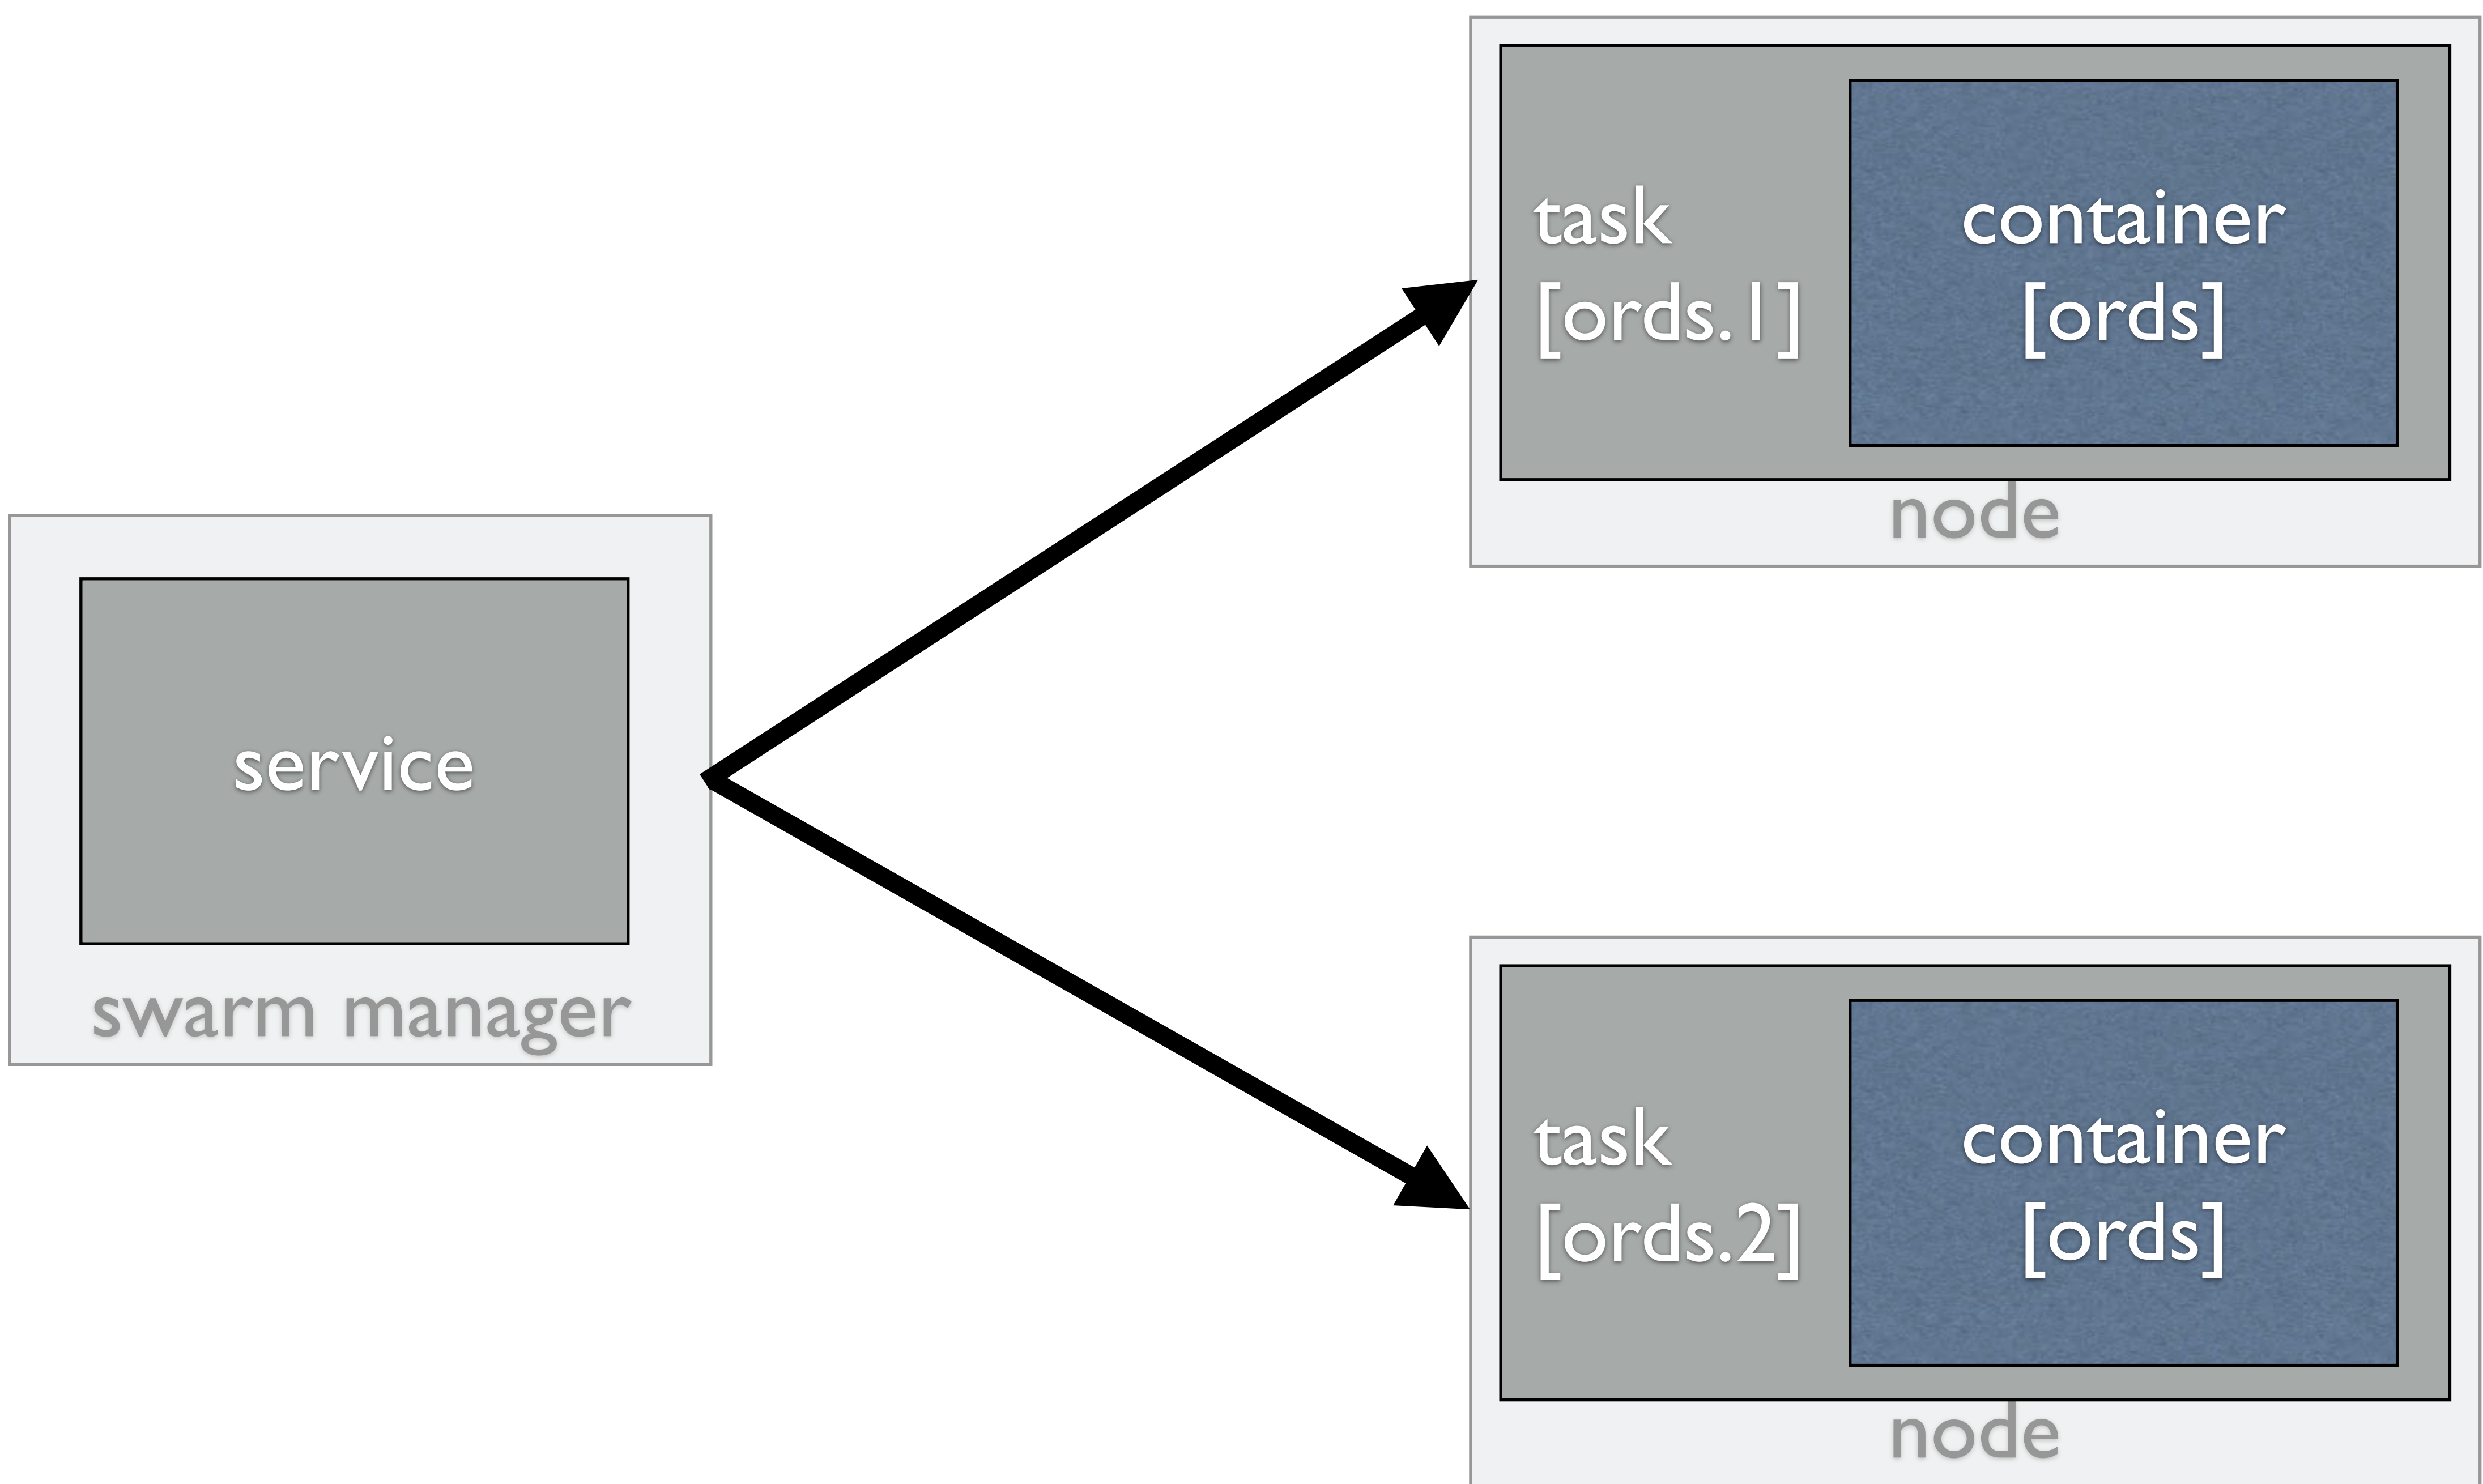 service
swarm manager
task
[ords.1]
container
[ords]
node
task
[ords.2]
container
[ords]
node